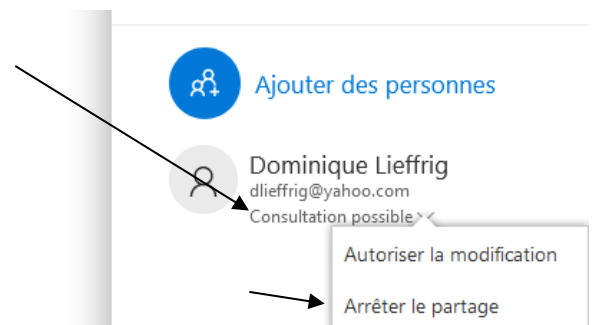 Ajouter des personnes
Dominique Lieffrig
dlieffrig@yahoo.com
Consultation possible
Autoriser la modification
Arrêter le partage